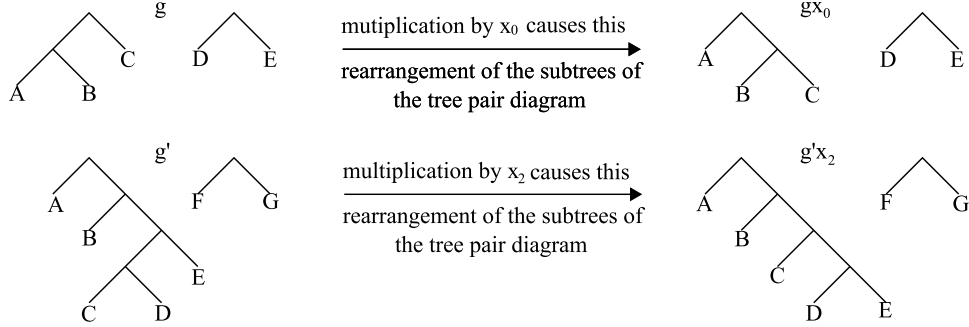 g
gx₀
mutiplication by x₀ causes this
C
D
E
A
D
E
rearrangement of the subtrees of
A
B
B
C
the tree pair diagram
g'
g'x₂
multiplication by x₂ causes this
A
F
G
A
F
G
rearrangement of the subtrees of
B
B
the tree pair diagram
E
C
C
D
D
E